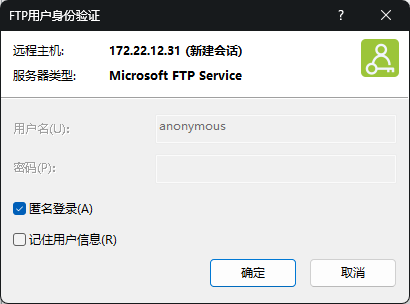 FTP用户身份验证
远程主机: 172.22.12.31 (新建会话)
服务器类型: Microsoft FTP Service
用户名(U): anonymous
密码(P):
匿名登录(A)
记住用户信息(R)
确定 取消